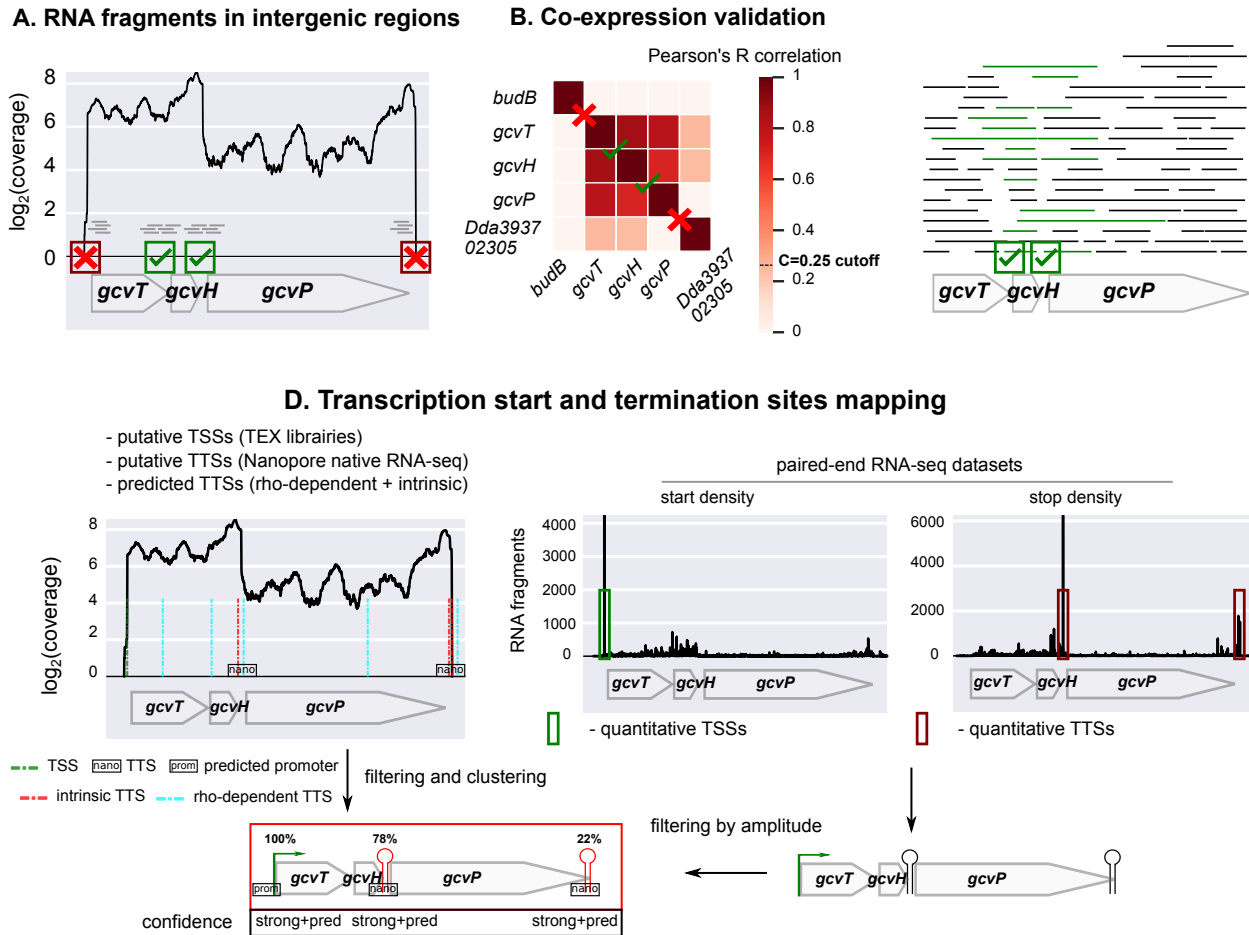 A. RNA fragments in intergenic regions
B. Co-expression validation
log2(coverage)
8
6
4
2
0
gcvT
gcvH
gcvP
Pearson's R correlation
budB
gcvT
gcvH
gcvP
Dda3937
02305
budB
gcvT
gcvH
gcvP
Dda3937
02305
1
0.8
0.6
0.4
C=0.25 cutoff
0.2
0
gcvT
gcvH
gcvP
D. Transcription start and termination sites mapping
- putative TSSs (TEX librairies)
- putative TTSs (Nanopore native RNA-seq)
- predicted TTSs (rho-dependent + intrinsic)
log2(coverage)
8
6
4
2
0
nano
nano
gcvT
gcvH
gcvP
paired-end RNA-seq datasets
start density
stop density
RNA fragments
4000
3000
2000
1000
0
gcvT
gcvH
gcvP
6000
4000
2000
0
gcvT
gcvH
gcvP
- quantitative TSSs
- quantitative TTSs
TSS
nano TTS
prom predicted promoter
intrinsic TTS
rho-dependent TTS
filtering and clustering
filtering by amplitude
100%
78%
22%
gcvT
gcvH
gcvP
prom
nano
nano
confidence
strong+pred
strong+pred
strong+pred
gcvT
gcvH
gcvP